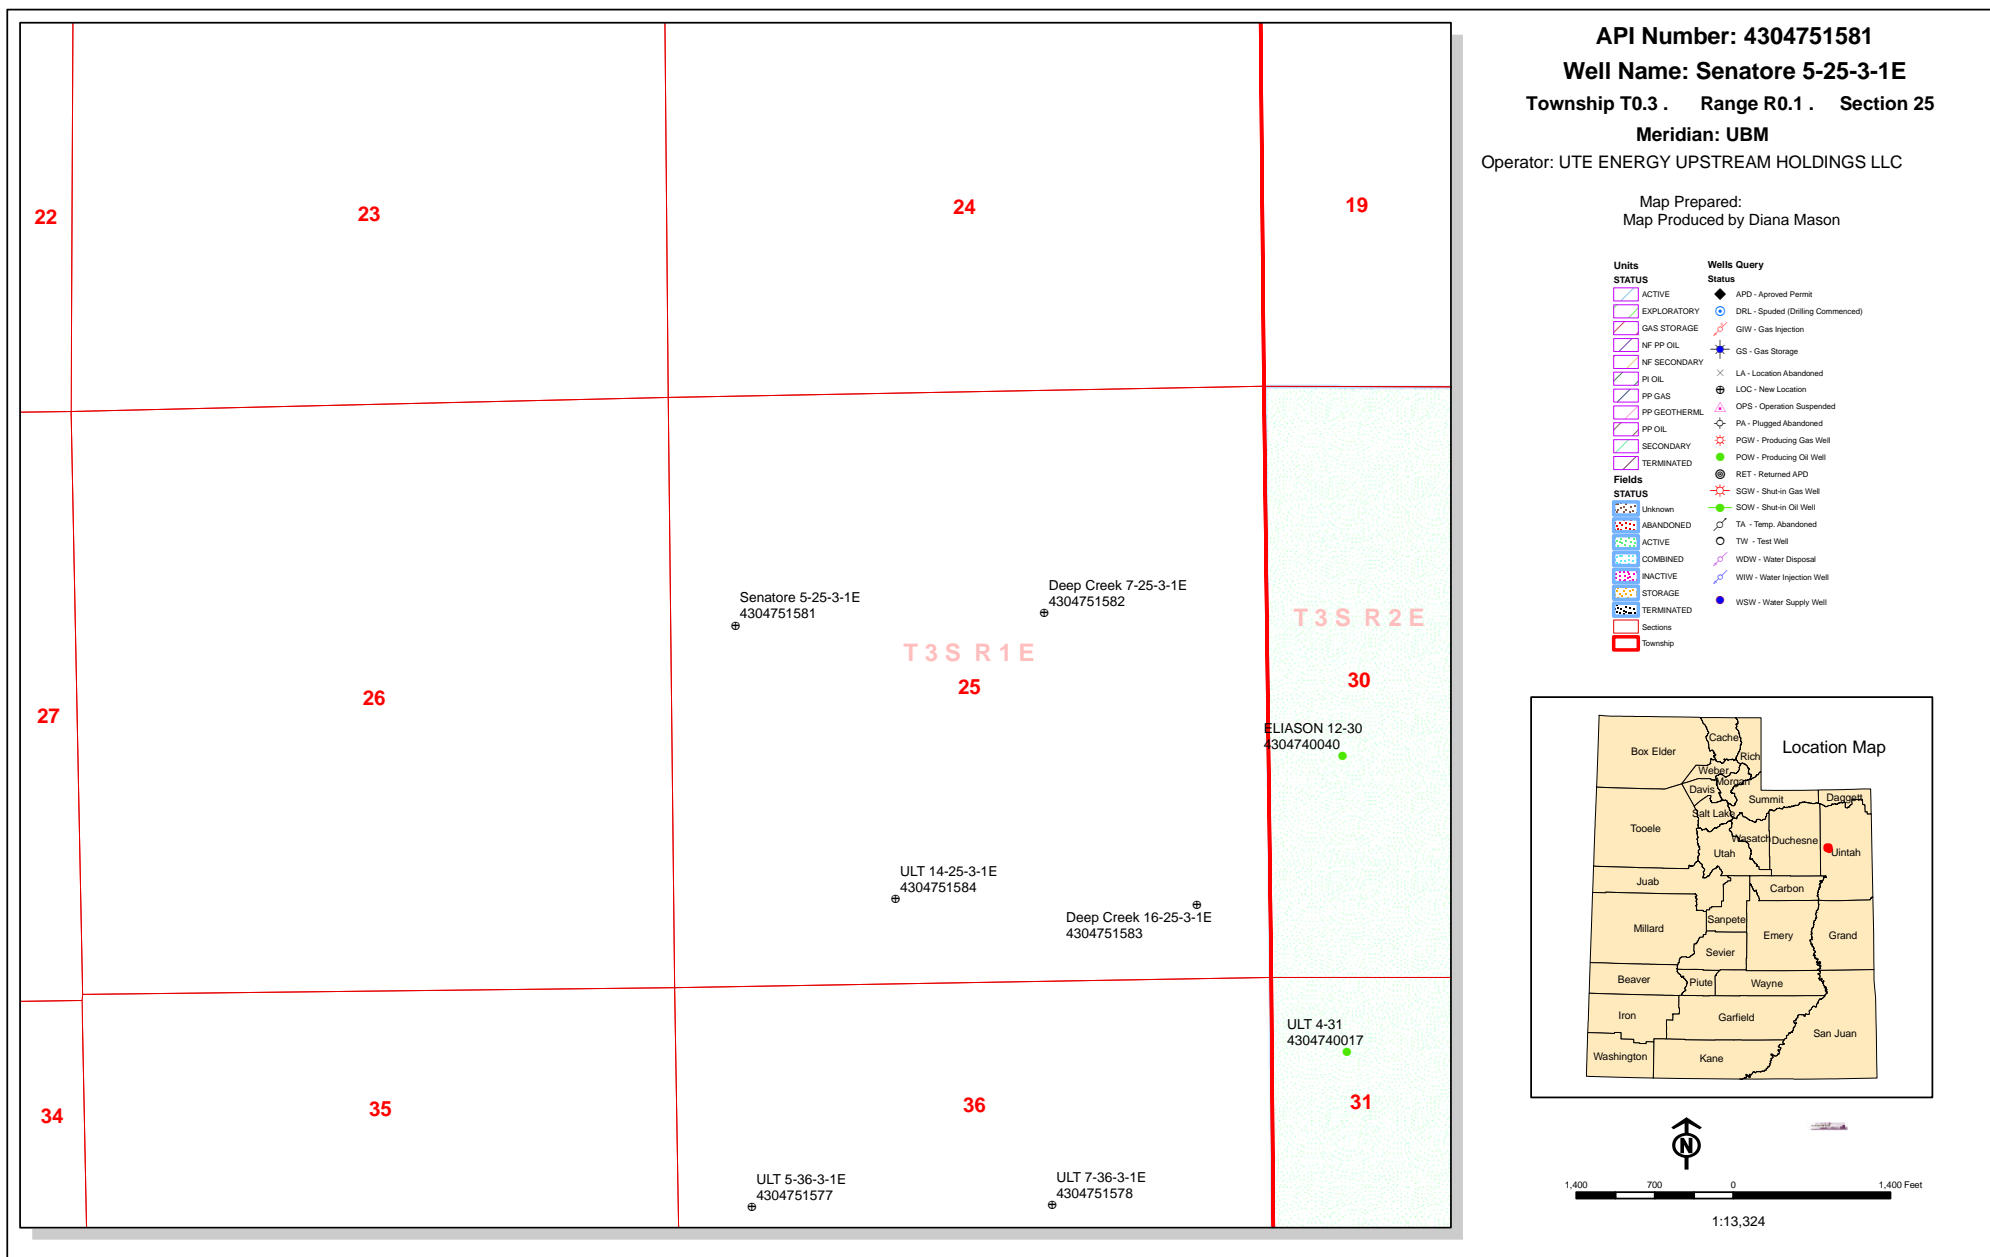 API Number: 4304751581
Well Name: Senatore 5-25-3-1E
Township T0.3 . Range R0.1 . Section 25
Meridian: UBM
Operator: UTE ENERGY UPSTREAM HOLDINGS LLC
Map Prepared:
Map Produced by Diana Mason
22
23
24
19
Senatore 5-25-3-1E
4304751581
Deep Creek 7-25-3-1E
4304751582
T3S R1E
T3S R2E
27
26
25
30
ELIASON 12-30
4304740040
ULT 14-25-3-1E
4304751584
Deep Creek 16-25-3-1E
4304751583
ULT 4-31
4304740017
34
35
36
31
ULT 5-36-3-1E
4304751577
ULT 7-36-3-1E
4304751578
Units
STATUS
ACTIVE
EXPLORATORY
GAS STORAGE
NF PP OIL
NF SECONDARY
PI OIL
PP GAS
PP GEOTHERML
PP OIL
SECONDARY
TERMINATED
Fields
STATUS
Unknown
ABANDONED
ACTIVE
COMBINED
INACTIVE
STORAGE
TERMINATED
Sections
Township
Wells Query
Status
APD - Aproved Permit
DRL - Spuded (Drilling Commenced)
GIW - Gas Injection
GS - Gas Storage
LA - Location Abandoned
LOC - New Location
OPS - Operation Suspended
PA - Plugged Abandoned
PGW - Producing Gas Well
POW - Producing Oil Well
RET - Returned APD
SGW - Shut-in Gas Well
SOW - Shut-in Oil Well
TA - Temp. Abandoned
TW - Test Well
WDW - Water Disposal
WIW - Water Injection Well
WSW - Water Supply Well
Location Map
Box Elder
Cache
Rich
Weber
Morgan
Davis
Summit
Daggett
Salt Lake
Tooele
Wasatch
Duchesne
Utah
Uintah
Juab
Carbon
Millard
Sanpete
Emery
Grand
Sevier
Beaver
Piute
Wayne
Iron
Garfield
San Juan
Washington
Kane
N
1,400 700 0 1,400 Feet
1:13,324